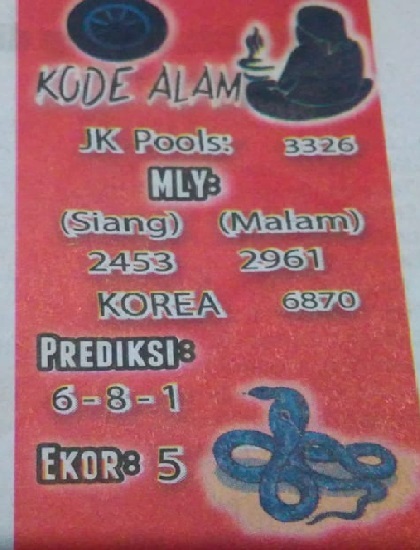 KODE ALAM
JK Pools: 3326
MLY:
(Siang) (Malam)
2453 2961
KOREA 6870
PREDIKSI:
6-8-1
EKOR: 5